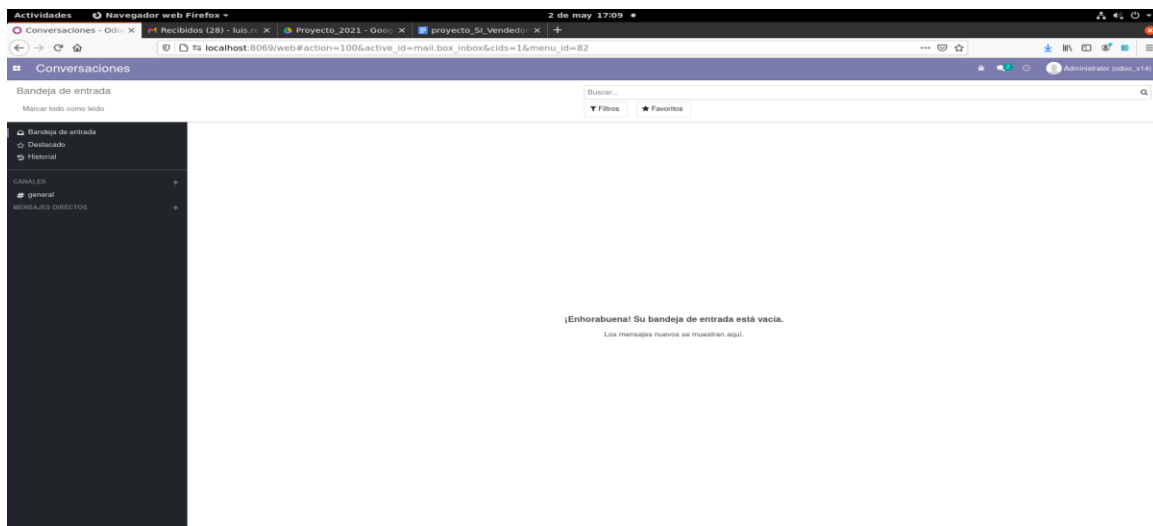 Actividades Navegador web Firefox 2 de may 17:09
Conversaciones - Odo Recibidos (28) - luis.r Proyecto_2021 - Goog proyecto_SI_Vendedor
localhost:8069/web#action=100&active_id=mail.box_inbox&cids=1&menu_id=82
Conversaciones 2 Administrator (odoo_v14)
Bandeja de entrada Buscar...
Marcar todo como leído Filtros Favoritos
Bandeja de entrada
Destacado
Historial
CANALES +
# general
MENSAJES DIRECTOS +
¡Enhorabuena! Su bandeja de entrada está vacía.
Los mensajes nuevos se muestran aquí.